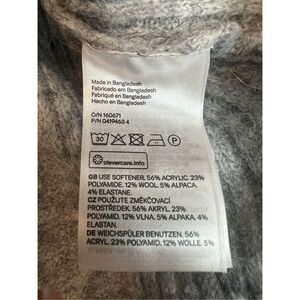 Made in Bangladesh
Fabricado em Bangladesh
Fabriqué en Bangladesh
Hecho en Bangladesh
O/N 160671
P/N 0419463 4
30
P
clevercare.info
GB USE SOFTENER. 56% ACRYLIC. 23%
POLYAMIDE. 12% WOOL. 5% ALPACA.
4% ELASTANE.
CZ POUŽIJTE ZMĚKČOVACÍ
PROSTŘEDEK. 56% AKRYL. 23%
POLYAMID. 12% VLNA. 5% ALPAKA. 4%
ELASTAN.
DE WEICHSPÜLER BENUTZEN. 56%
ACRYL. 23% POLYAMID. 12% WOLLE. 5%